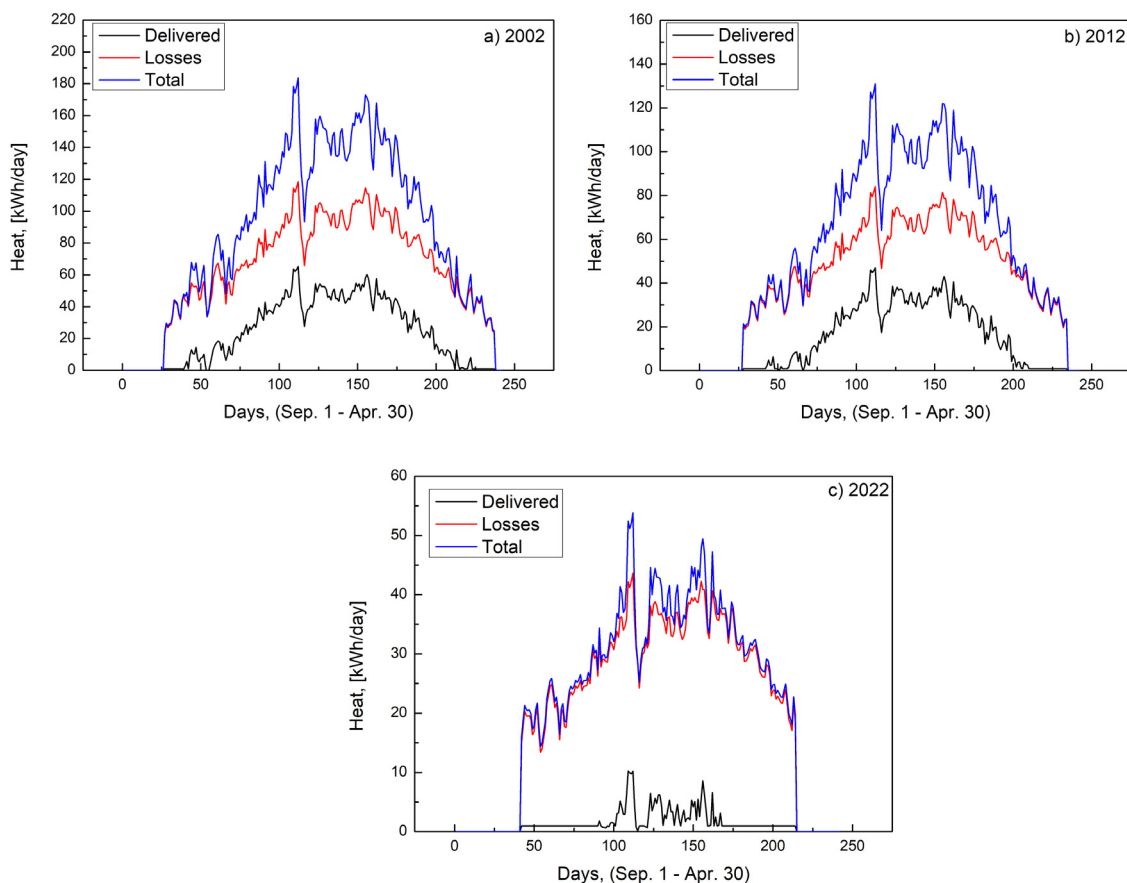 a) 2002
Delivered
Losses
Total
220
200
180
160
140
120
100
80
60
40
20
0
Heat, [kWh/day]
0 50 100 150 200 250
Days, (Sep. 1 - Apr. 30)
b) 2012
Delivered
Losses
Total
160
140
120
100
80
60
40
20
0
Heat, [kWh/day]
0 50 100 150 200 250
Days, (Sep. 1 - Apr. 30)
c) 2022
Delivered
Losses
Total
60
50
40
30
20
10
0
Heat, [kWh/day]
0 50 100 150 200 250
Days, (Sep. 1 - Apr. 30)